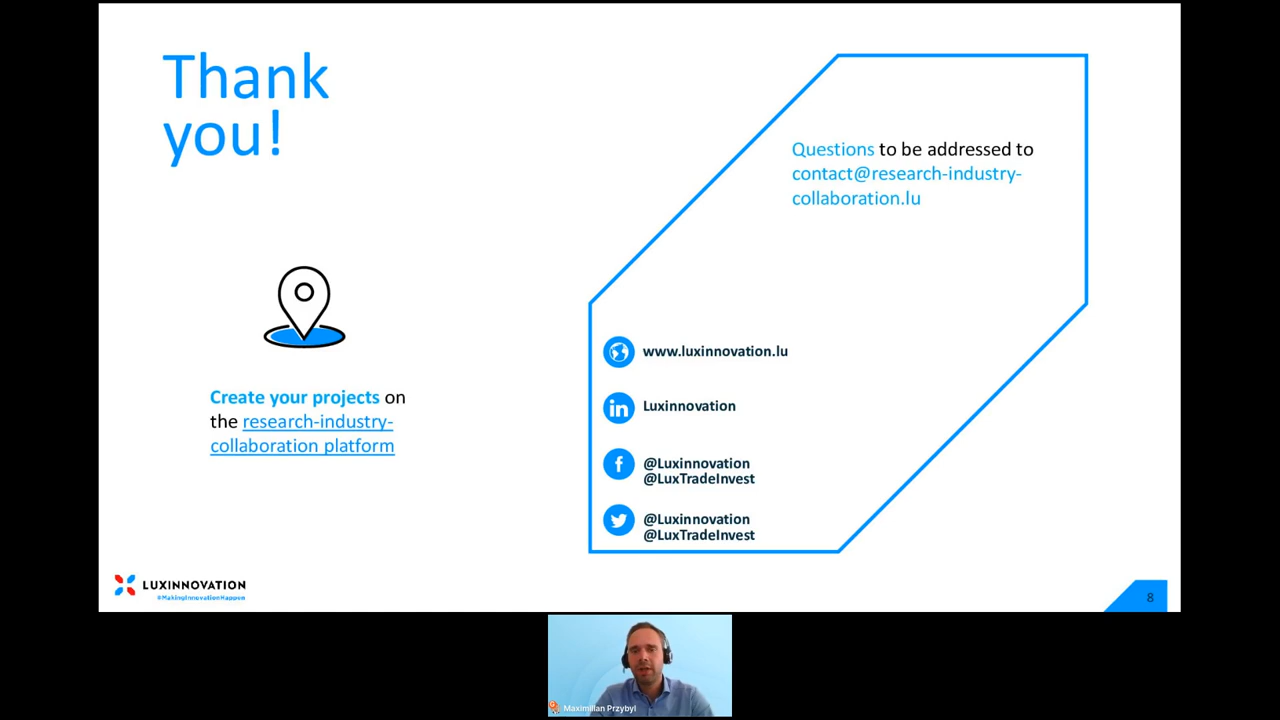 Thank
you!
Questions to be addressed to
contact@research-industry-
collaboration.lu
www.luxinnovation.lu
in Luxinnovation
f @Luxinnovation
@LuxTradeInvest
@Luxinnovation
@LuxTradeInvest
Create your projects on
the research-industry-
collaboration platform
LUXINNOVATION
#MakingInnovationHappen
8
Maximilian Przybyl